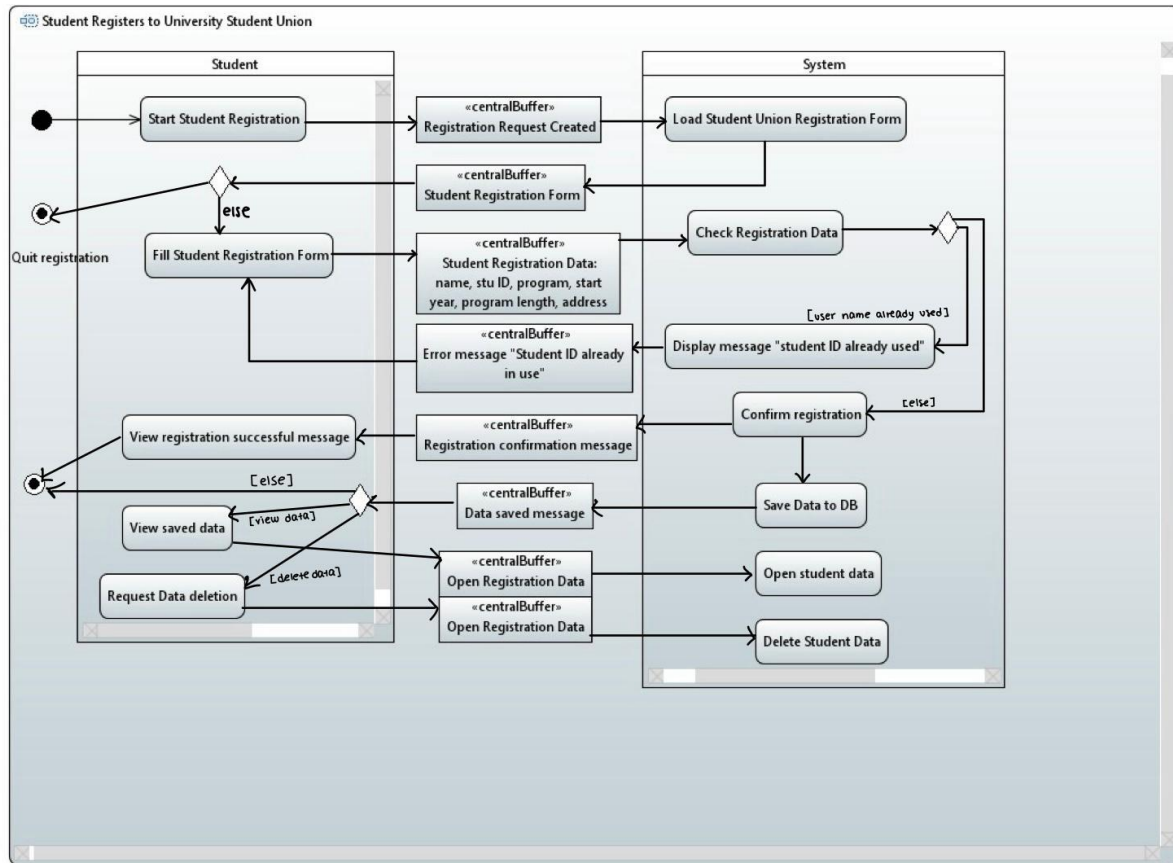 Student Registers to University Student Union
Student
System
Start Student Registration
«centralBuffer»
Registration Request Created
Load Student Union Registration Form
«centralBuffer»
Student Registration Form
else
Quit registration
Fill Student Registration Form
«centralBuffer»
Student Registration Data:
name, stu ID, program, start
year, program length, address
Check Registration Data
[user name already used]
«centralBuffer»
Error message "Student ID already
in use"
Display message "student ID already used"
[else]
Confirm registration
View registration successful message
«centralBuffer»
Registration confirmation message
[else]
«centralBuffer»
Data saved message
Save Data to DB
View saved data
[view data]
«centralBuffer»
Open Registration Data
Open student data
[delete data]
Request Data deletion
«centralBuffer»
Open Registration Data
Delete Student Data